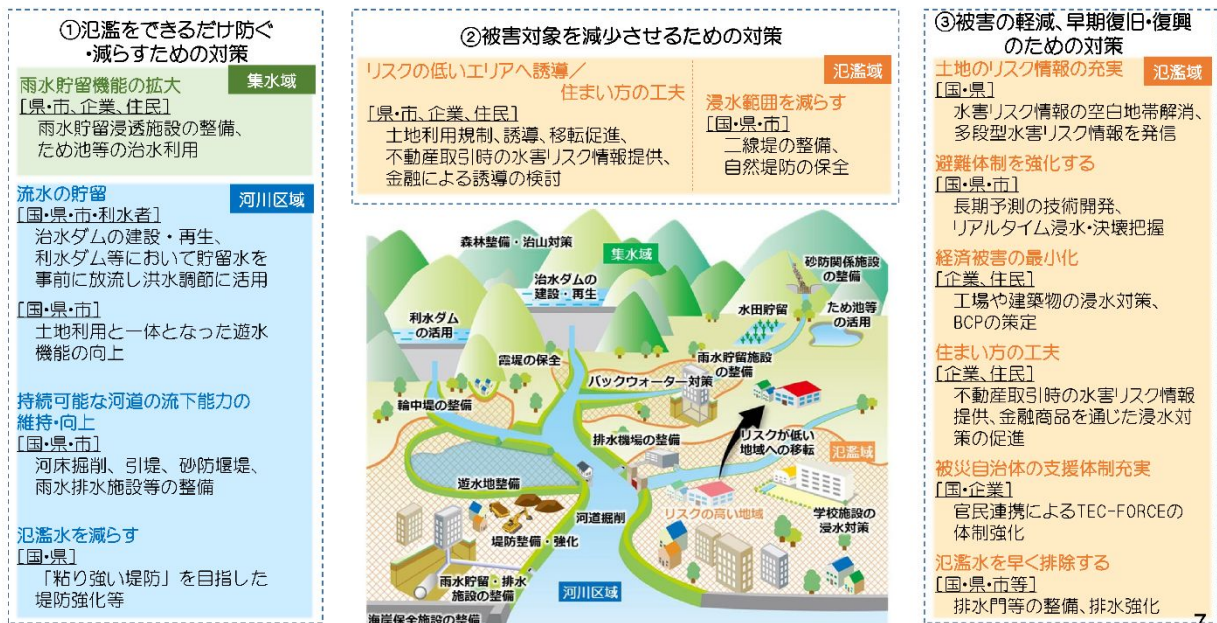 ①氾濫をできるだけ防ぐ
・減らすための対策
雨水貯留機能の拡大
集水域
[県・市、企業、住民]
雨水貯留浸透施設の整備、
ため池等の治水利用
流水の貯留
河川区域
[国・県・市・利水者]
治水ダムの建設・再生、
利水ダム等において貯留水を
事前に放流し洪水調節に活用
[国・県・市]
土地利用と一体となった遊水
機能の向上
持続可能な河道の流下能力の
維持・向上
[国・県・市]
河床掘削、引堤、砂防堰堤、
雨水排水施設等の整備
氾濫水を減らす
[国・県]
「粘り強い堤防」を目指した
堤防強化等
②被害対象を減少させるための対策
リスクの低いエリアへ誘導／
住まい方の工夫
[県・市、企業、住民]
土地利用規制、誘導、移転促進、
不動産取引時の水害リスク情報提供、
金融による誘導の検討
氾濫域
浸水範囲を減らす
[国・県・市]
二線堤の整備、
自然堤防の保全
森林整備・治山対策
集水域
砂防関係施設
の整備
治水ダムの
建設・再生
水田貯留
ため池等
の活用
利水ダム
の活用
霞堤の保全
雨水貯留施設
の整備
バックウォーター対策
輪中堤の整備
排水機場の整備
リスクが低い
地域への移転
氾濫域
遊水地整備
リスクの高い地域
学校施設の
浸水対策
河道掘削
堤防整備・強化
雨水貯留・排水
施設の整備
河川区域
海岸保全施設の整備
③被害の軽減、早期復旧・復興
のための対策
土地のリスク情報の充実
氾濫域
[国・県]
水害リスク情報の空白地帯解消、
多段型水害リスク情報を発信
避難体制を強化する
[国・県・市]
長期予測の技術開発、
リアルタイム浸水・決壊把握
経済被害の最小化
[企業、住民]
工場や建築物の浸水対策、
BCPの策定
住まい方の工夫
[企業、住民]
不動産取引時の水害リスク情報
提供、金融商品を通じた浸水対
策の促進
被災自治体の支援体制充実
[国・企業]
官民連携によるTEC-FORCEの
体制強化
氾濫水を早く排除する
[国・県・市等]
排水門等の整備、排水強化
7